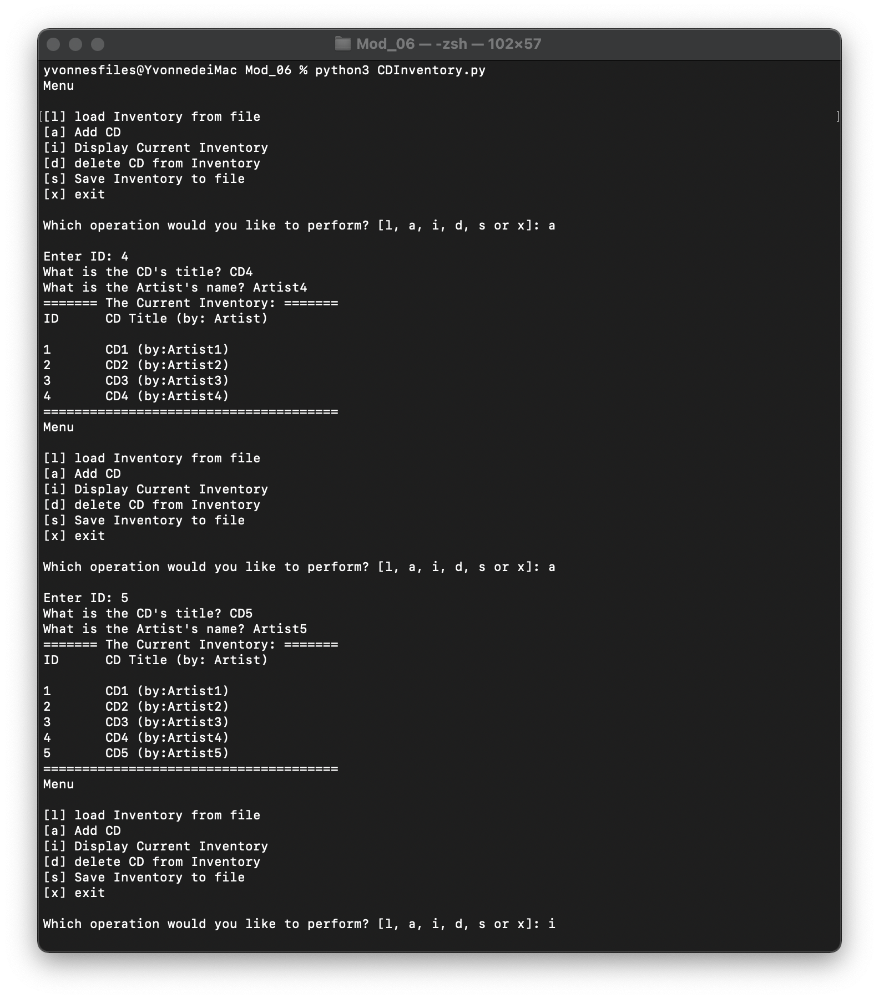 Mod_06 — -zsh — 102×57
yvonnesfiles@YvonnedeiMac Mod_06 % python3 CDInventory.py
Menu
[[l] load Inventory from file ]
[a] Add CD
[i] Display Current Inventory
[d] delete CD from Inventory
[s] Save Inventory to file
[x] exit
Which operation would you like to perform? [l, a, i, d, s or x]: a
Enter ID: 4
What is the CD's title? CD4
What is the Artist's name? Artist4
======= The Current Inventory: =======
ID      CD Title (by: Artist)
1       CD1 (by:Artist1)
2       CD2 (by:Artist2)
3       CD3 (by:Artist3)
4       CD4 (by:Artist4)
======================================
Menu
[l] load Inventory from file
[a] Add CD
[i] Display Current Inventory
[d] delete CD from Inventory
[s] Save Inventory to file
[x] exit
Which operation would you like to perform? [l, a, i, d, s or x]: a
Enter ID: 5
What is the CD's title? CD5
What is the Artist's name? Artist5
======= The Current Inventory: =======
ID      CD Title (by: Artist)
1       CD1 (by:Artist1)
2       CD2 (by:Artist2)
3       CD3 (by:Artist3)
4       CD4 (by:Artist4)
5       CD5 (by:Artist5)
======================================
Menu
[l] load Inventory from file
[a] Add CD
[i] Display Current Inventory
[d] delete CD from Inventory
[s] Save Inventory to file
[x] exit
Which operation would you like to perform? [l, a, i, d, s or x]: i